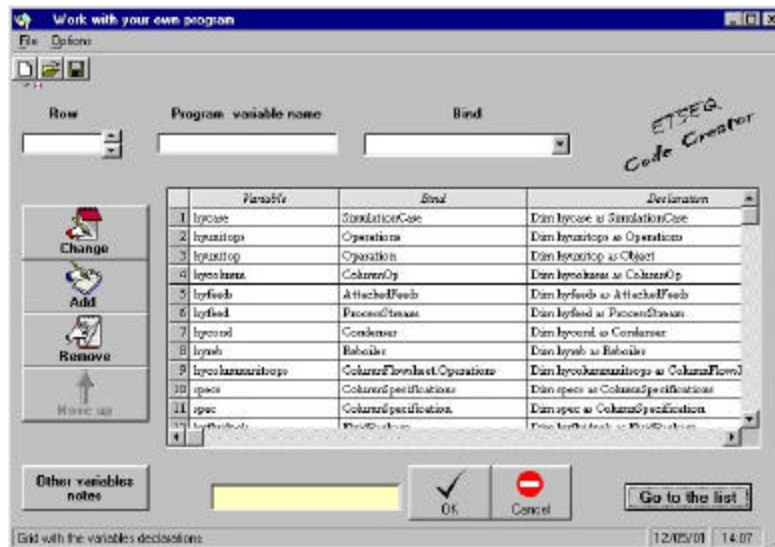 Work with your own program
File Options
Row Program variable name Bind
ETSEQ
Code Creator
Variable Bind Declaration
1 hycase SimulationCase Dim hycase as SimulationCase
2 hyunitops Operations Dim hyunitops as Operations
3 hyunitop Operation Dim hyunitop as Object
4 hycolumn ColumnOp Dim hycolumn as ColumnOp
5 hyfeeds AttachedFeeds Dim hyfeeds as AttachedFeeds
6 hyfeed ProcessStream Dim hyfeed as ProcessStream
7 hycond Condenser Dim hycond as Condenser
8 hyreb Reboiler Dim hyreb as Reboiler
9 hycolumnunitops ColumnFlowsheet.Operations Dim hycolumnunitops as ColumnFlows
10 specs ColumnSpecifications Dim specs as ColumnSpecifications
11 spec ColumnSpecification Dim spec as ColumnSpecification
12
Change
Add
Remove
Move up
Other variables
notes
OK
Cancel
Go to the list !
Grid with the variables declarations 12/05/01 14:07